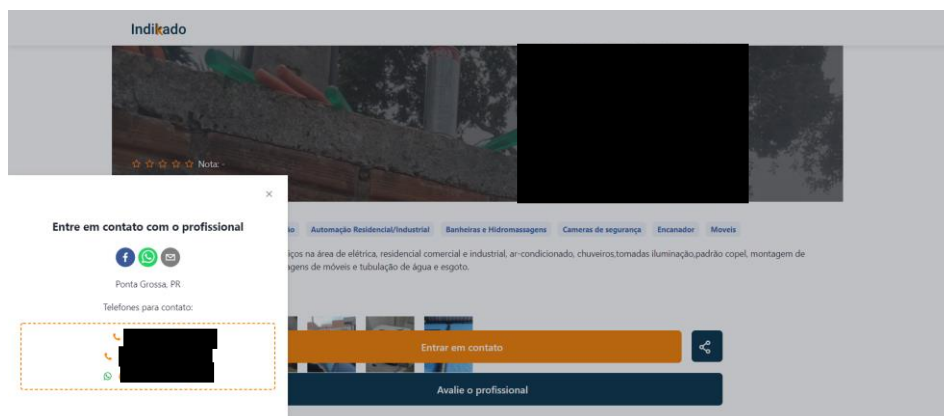 Indikado
Nota: -
Entre em contato com o profissional
Ponta Grossa, PR
Telefones para contato:
Automação Residencial/Industrial Banheiras e Hidromassagens Cameras de segurança Encanador Moveis
na área de elétrica, residencial comercial e industrial, ar-condicionado, chuveiros,tomadas iluminação,padrão copel, montagem de
de móveis e tubulação de água e esgoto.
Entrar em contato
Avalie o profissional